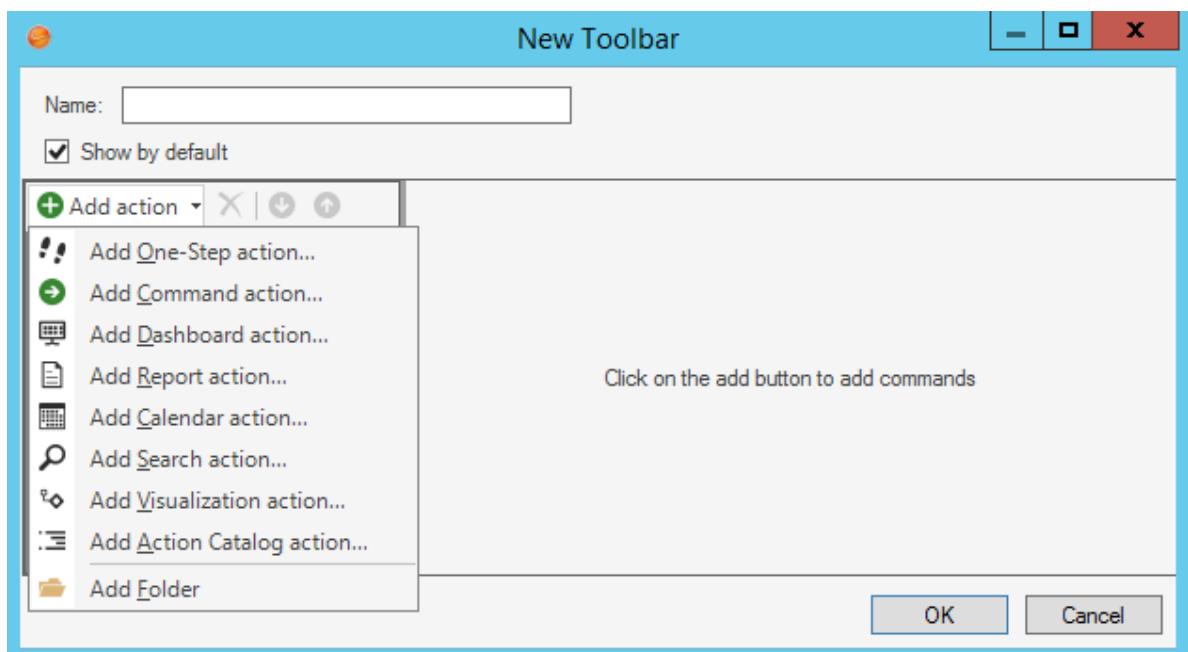 New Toolbar
Name:
Show by default
Add action
Add One-Step action...
Add Command action...
Add Dashboard action...
Add Report action...
Add Calendar action...
Add Search action...
Add Visualization action...
Add Action Catalog action...
Add Folder
Click on the add button to add commands
OK
Cancel